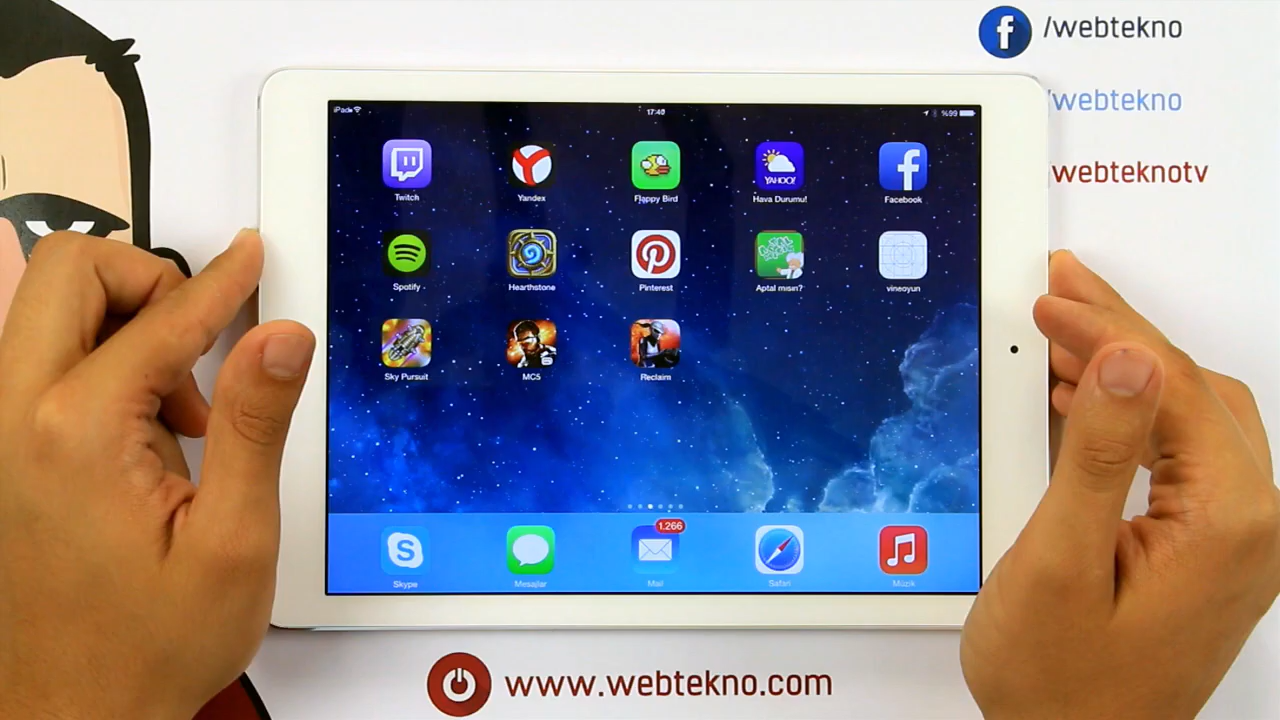 /webtekno
/webtekno
/webteknotv
iPad 17:40 %99
Twitch Yandex Flappy Bird Hava Durumu! Facebook
YAHOO!
Spotify Hearthstone Pinterest Aptal mısın? vineoyun
Sky Pursuit MC5 Reclaim
1.266
Skype Mesajlar Mail Safari Müzik
www.webtekno.com